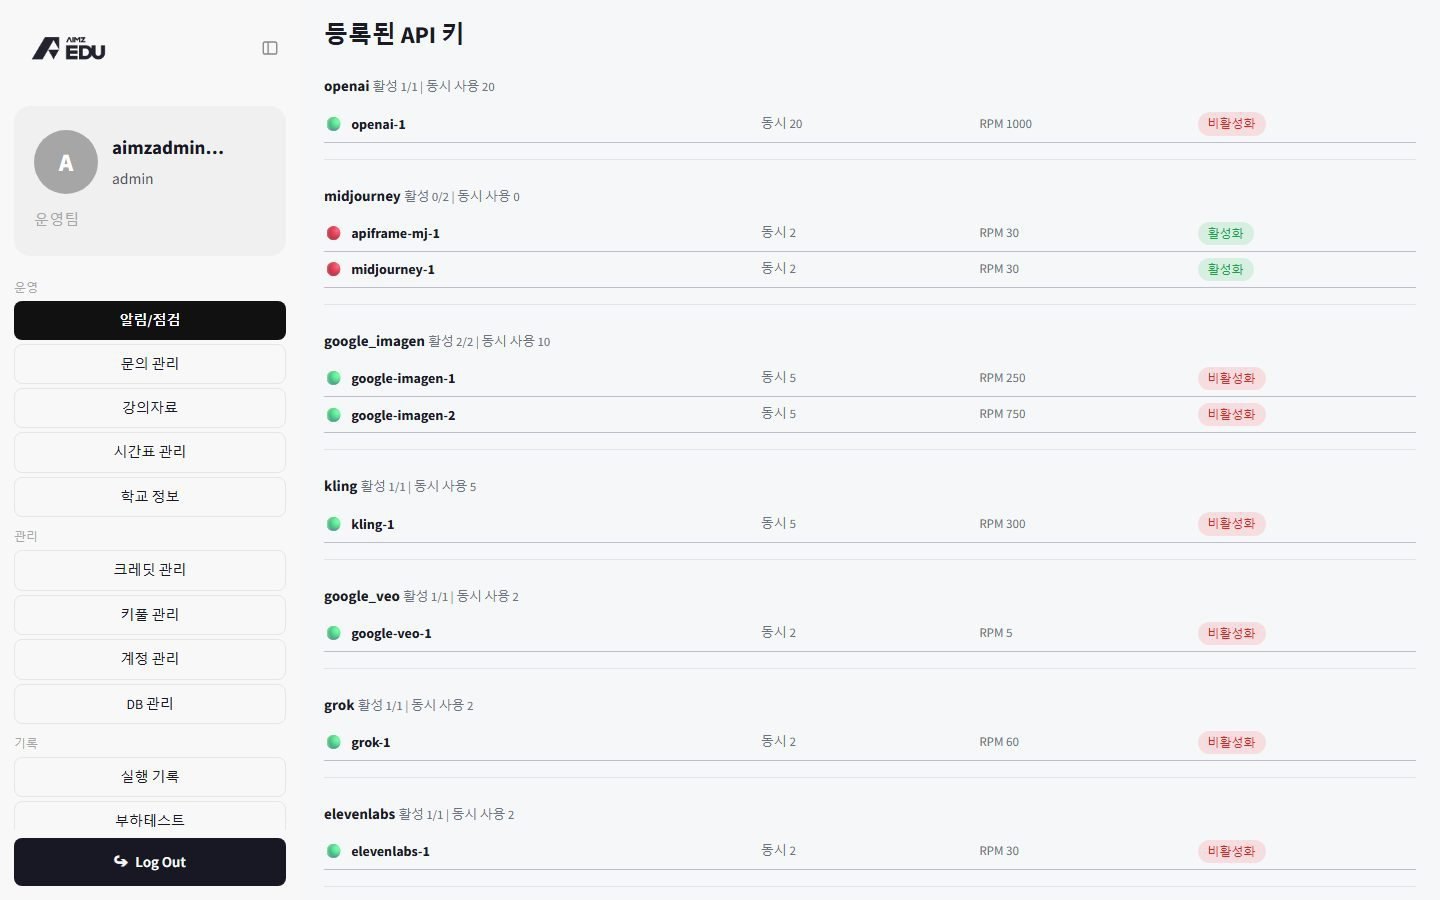 AIMZ
EDU
A
aimzadmin...
admin
운영팀
운영
알림/점검
문의 관리
강의자료
시간표 관리
학교 정보
관리
크레딧 관리
키풀 관리
계정 관리
DB 관리
기록
실행 기록
부하테스트
Log Out
등록된 API 키
openai 활성 1/1 | 동시 사용 20
openai-1 동시 20 RPM 1000 비활성화
midjourney 활성 0/2 | 동시 사용 0
apiframe-mj-1 동시 2 RPM 30 활성화
midjourney-1 동시 2 RPM 30 활성화
google_imagen 활성 2/2 | 동시 사용 10
google-imagen-1 동시 5 RPM 250 비활성화
google-imagen-2 동시 5 RPM 750 비활성화
kling 활성 1/1 | 동시 사용 5
kling-1 동시 5 RPM 300 비활성화
google_veo 활성 1/1 | 동시 사용 2
google-veo-1 동시 2 RPM 5 비활성화
grok 활성 1/1 | 동시 사용 2
grok-1 동시 2 RPM 60 비활성화
elevenlabs 활성 1/1 | 동시 사용 2
elevenlabs-1 동시 2 RPM 30 비활성화